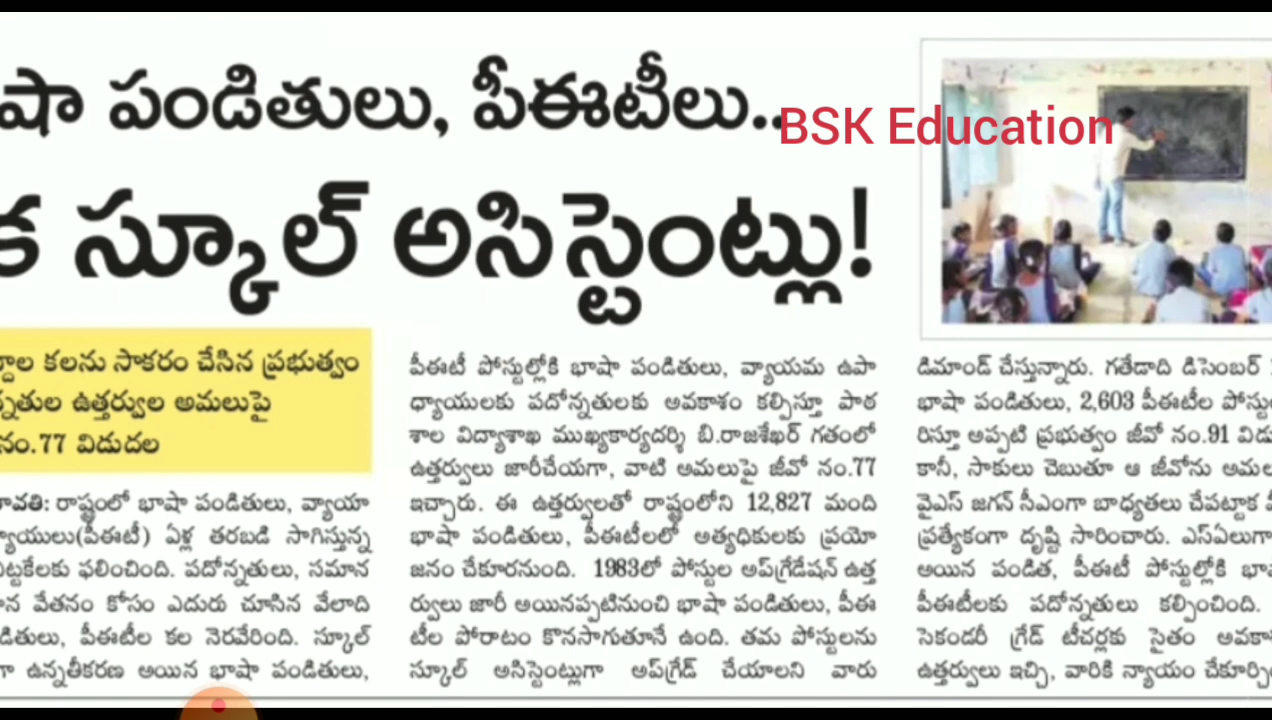 షా పండితులు, పీఈటీలు..
BSK Education
క స్కూల్ అసిస్టెంట్లు!
కలను సాకారం చేసిన ప్రభుత్వం
ఉత్తర్వుల అమలుపై
నం.77 విడుదల
రాష్ట్రంలో భాషా పండితులు, వ్యాయా
(పీఈటీ) ఏళ్ల తరబడి సాగిస్తున్న
ఫలించింది. పదోన్నతులు, సమాన
వేతనం కోసం ఎదురు చూసిన వేలాది
పీఈటీల కల నెరవేరింది. స్కూల్
గా ఉన్నతీకరణ అయిన భాషా పండితులు,
పీఈటీ పోస్టుల్లోకి భాషా పండితులు, వ్యాయమ ఉపా
ధ్యాయులకు పదోన్నతులకు అవకాశం కల్పిస్తూ పాఠ
శాల విద్యాశాఖ ముఖ్యకార్యదర్శి బి.రాజశేఖర్ గతంలో
ఉత్తర్వులు జారీచేయగా, వాటి అమలుపై జీవో నం.77
ఇచ్చారు. ఈ ఉత్తర్వులతో రాష్ట్రంలోని 12,827 మంది
భాషా పండితులు, పీఈటీలలో అత్యధికులకు ప్రయో
జనం చేకూరనుంది. 1983లో పోస్టుల అప్‌గ్రేడేషన్ ఉత్త
ర్వులు జారీ అయినప్పటినుంచి భాషా పండితులు, పీఈ
టీల పోరాటం కొనసాగుతూనే ఉంది. తమ పోస్టులను
స్కూల్ అసిస్టెంట్లుగా అప్‌గ్రేడ్ చేయాలని వారు
డిమాండ్ చేస్తున్నారు. గతేడాది డిసెంబర్
భాషా పండితులు, 2,603 పీఈటీల
రిస్తూ అప్పటి ప్రభుత్వం జీవో నం.91
కానీ, సాకులు చెబుతూ ఆ జీవోను
వైఎస్ జగన్ సీఎంగా బాధ్యతలు చేపట్టాక
ప్రత్యేకంగా దృష్టి సారించారు. ఎస్ఏలుగా
అయిన పండిత, పీఈటీ పోస్టుల్లోకి
పీఈటీలకు పదోన్నతులు కల్పించింది.
సెకండరీ గ్రేడ్ టీచర్లకు సైతం
ఉత్తర్వులు ఇచ్చి, వారికి న్యాయం